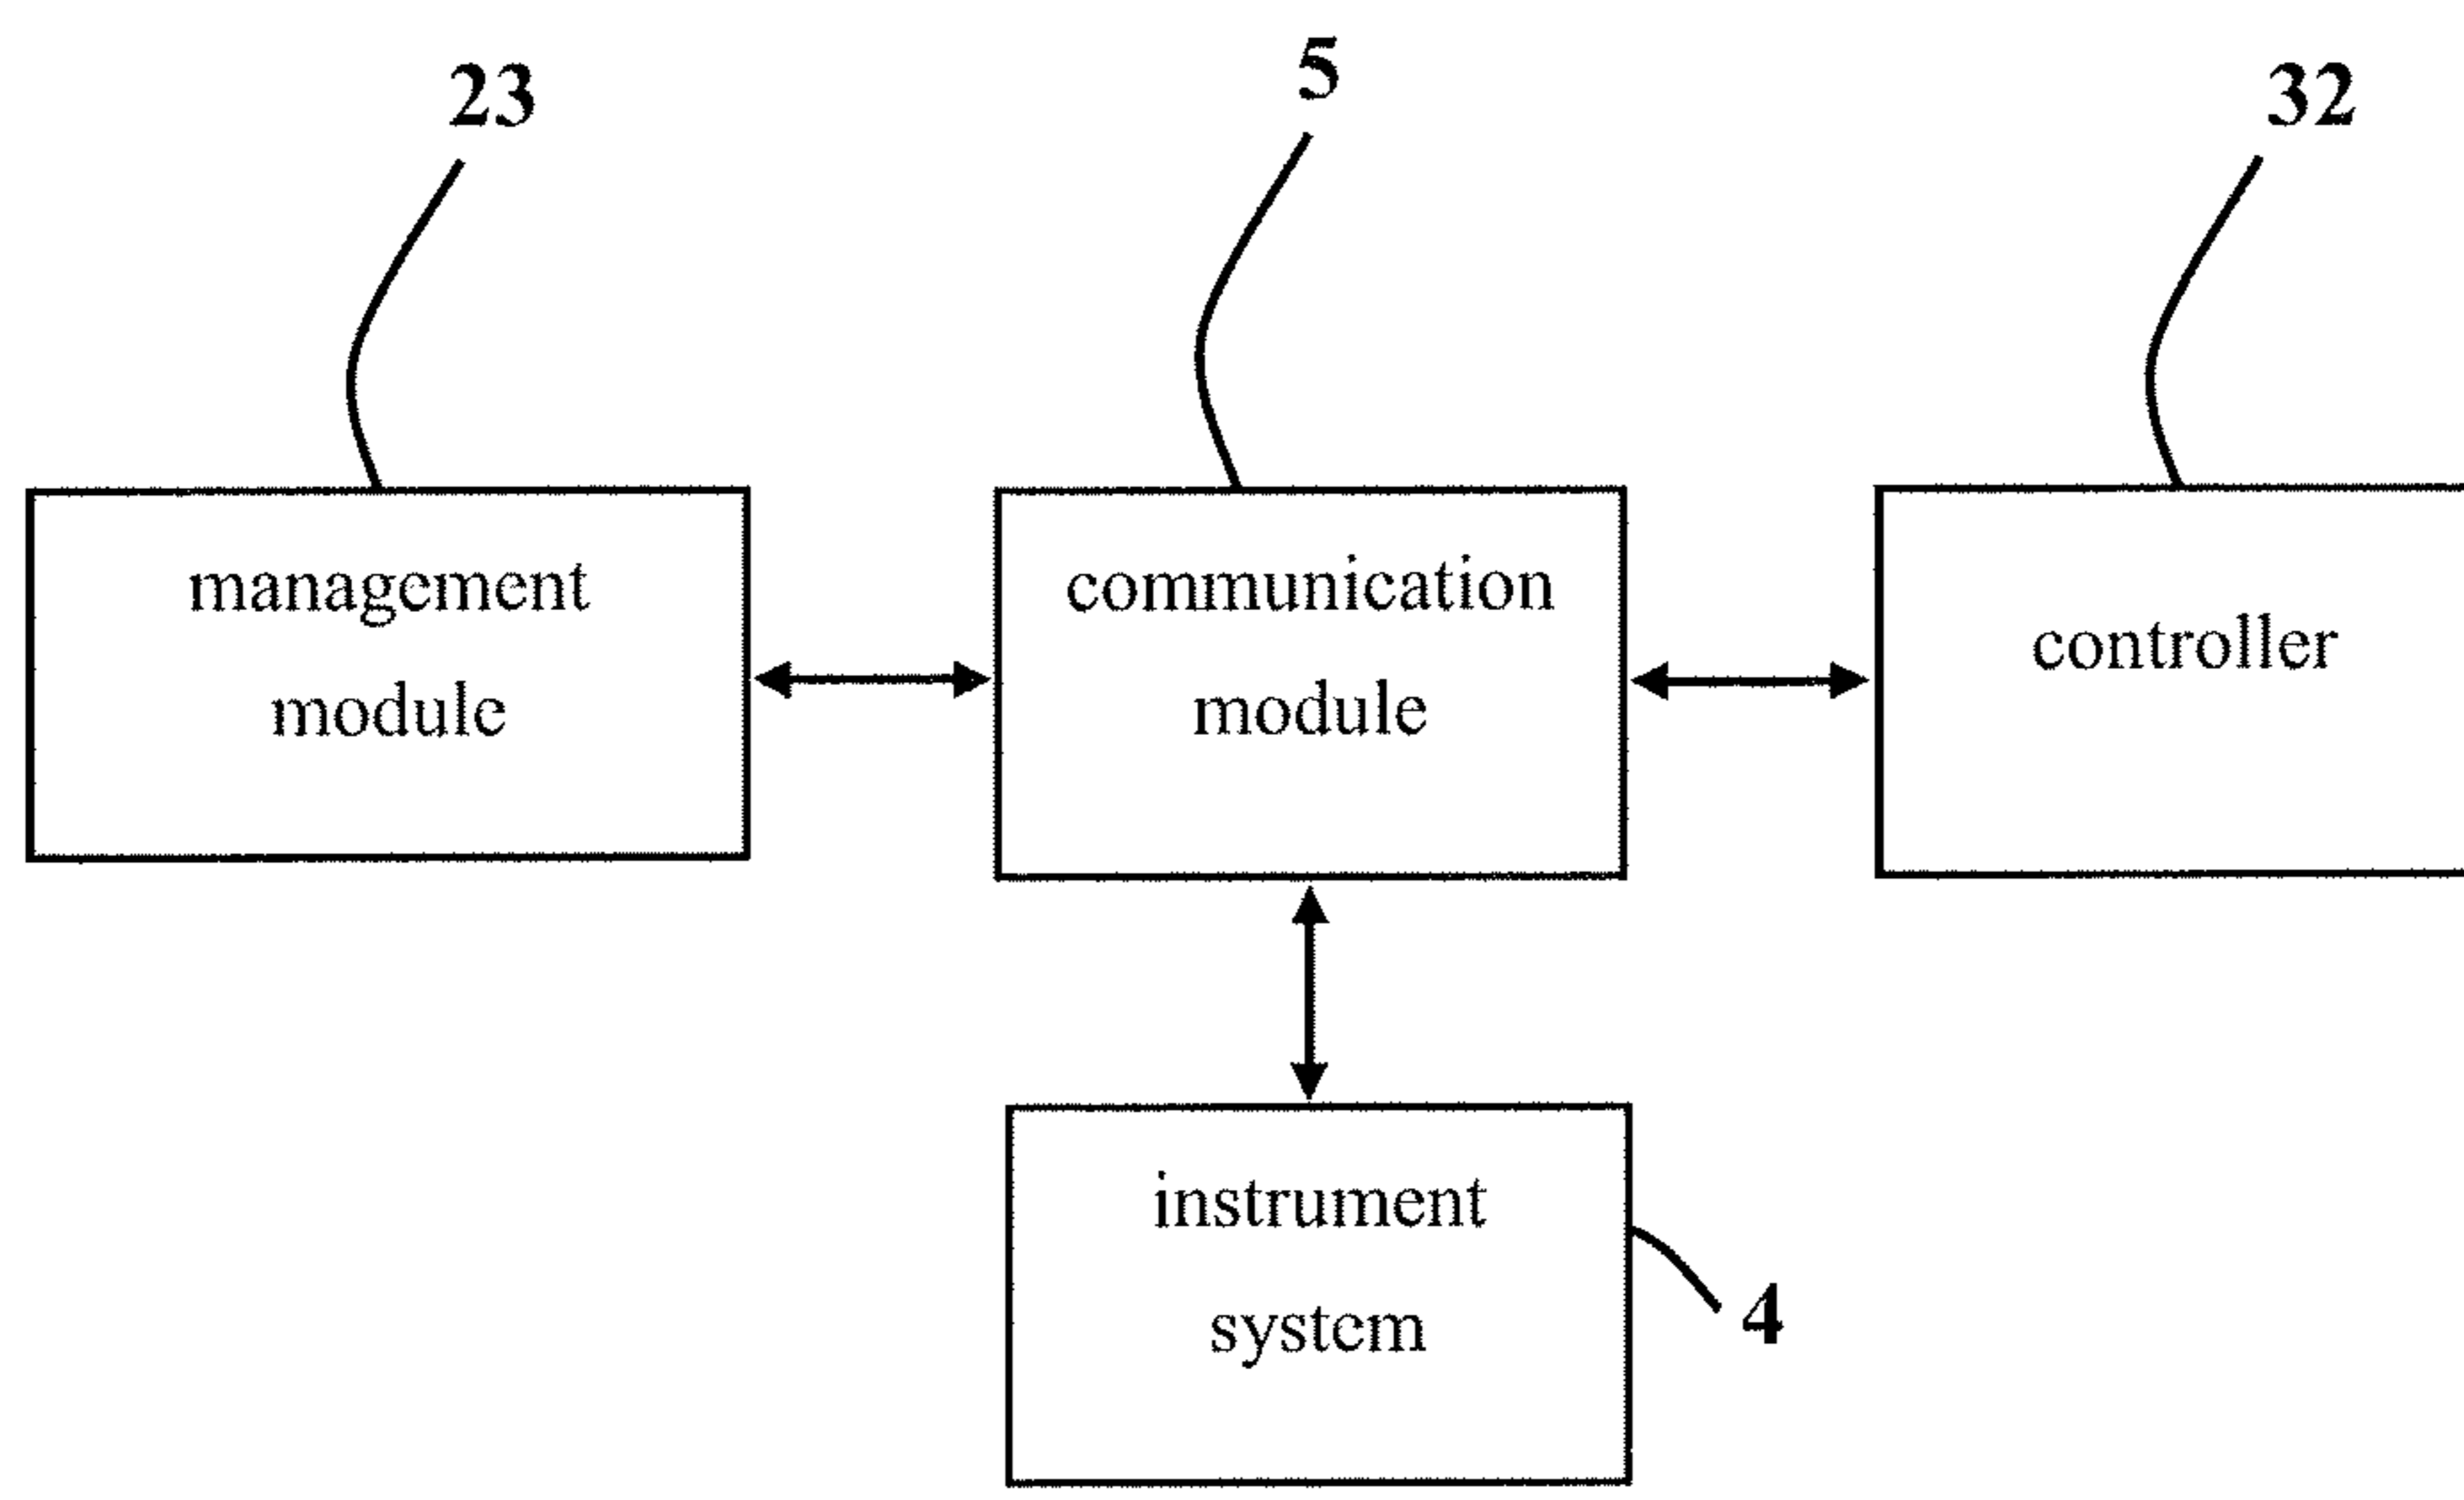 23
5
32
management
module
communication
module
controller
instrument
system
4